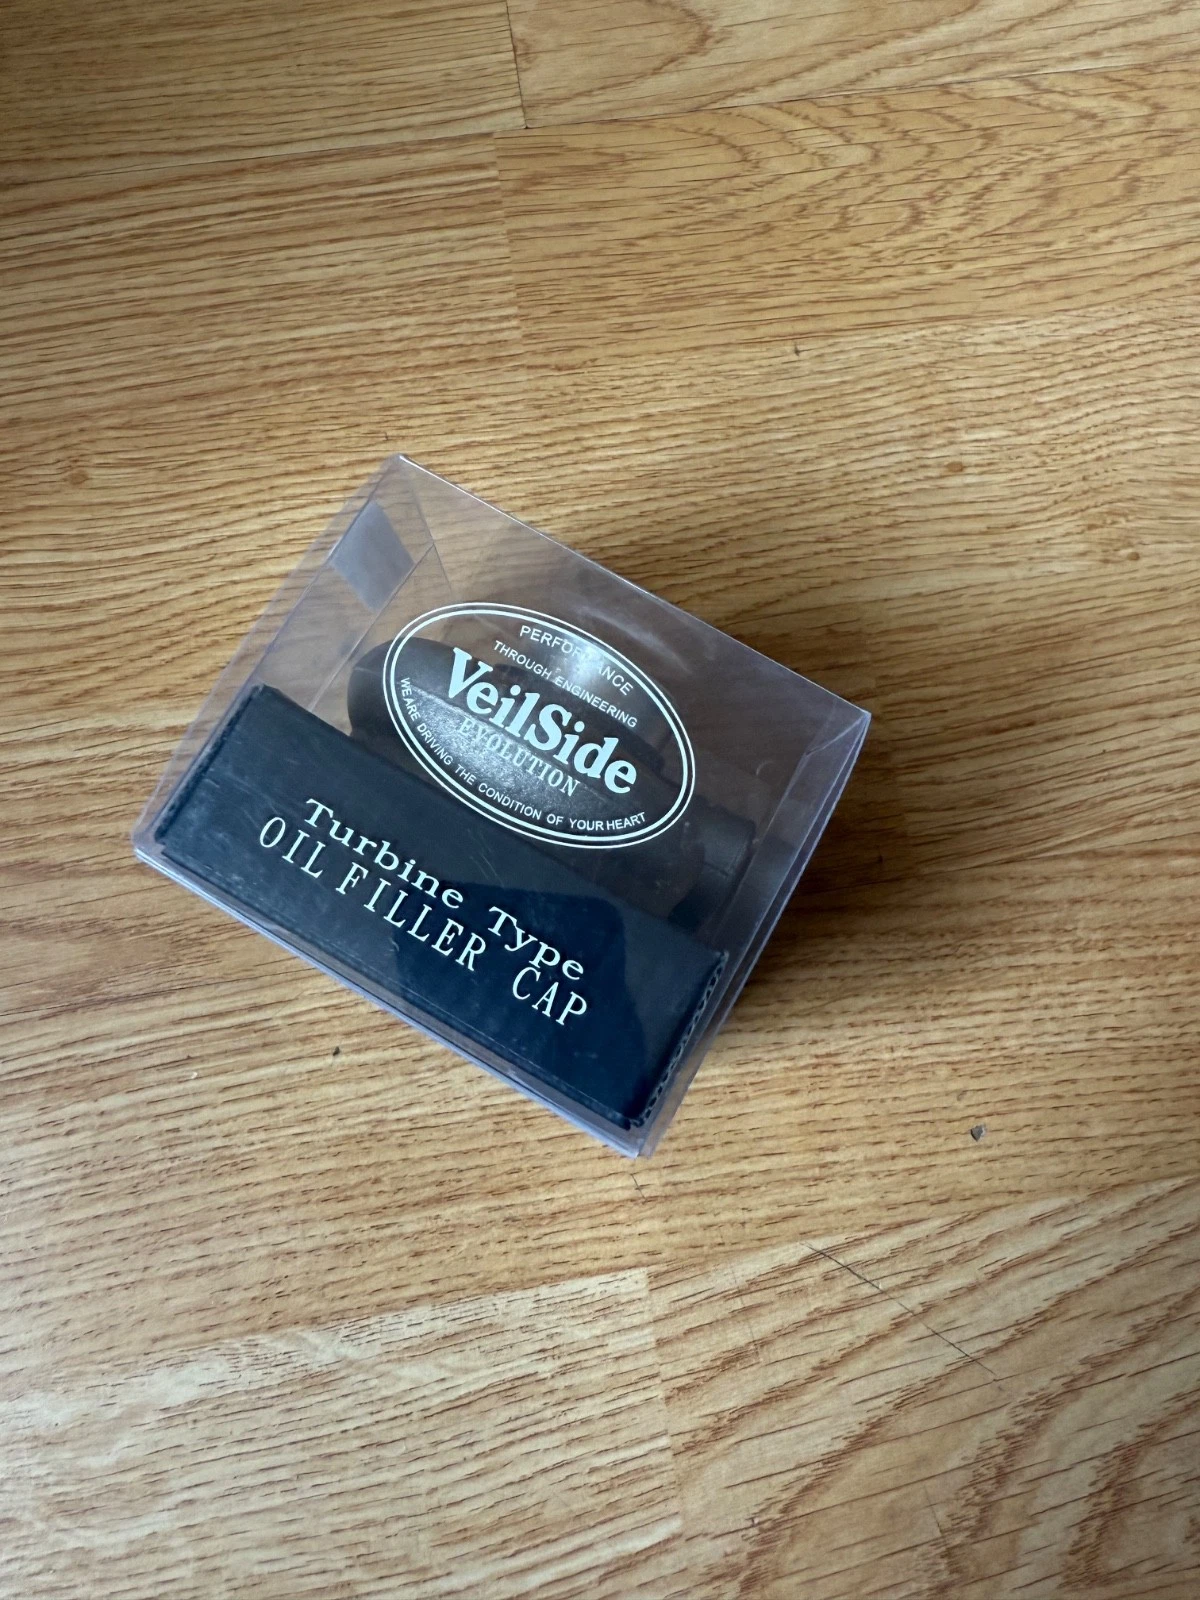 PERFORMANCE
THROUGH ENGINEERING
VeilSide
EVOLUTION
WE ARE DRIVING THE CONDITION OF YOUR HEART
Turbine Type
OIL FILLER CAP